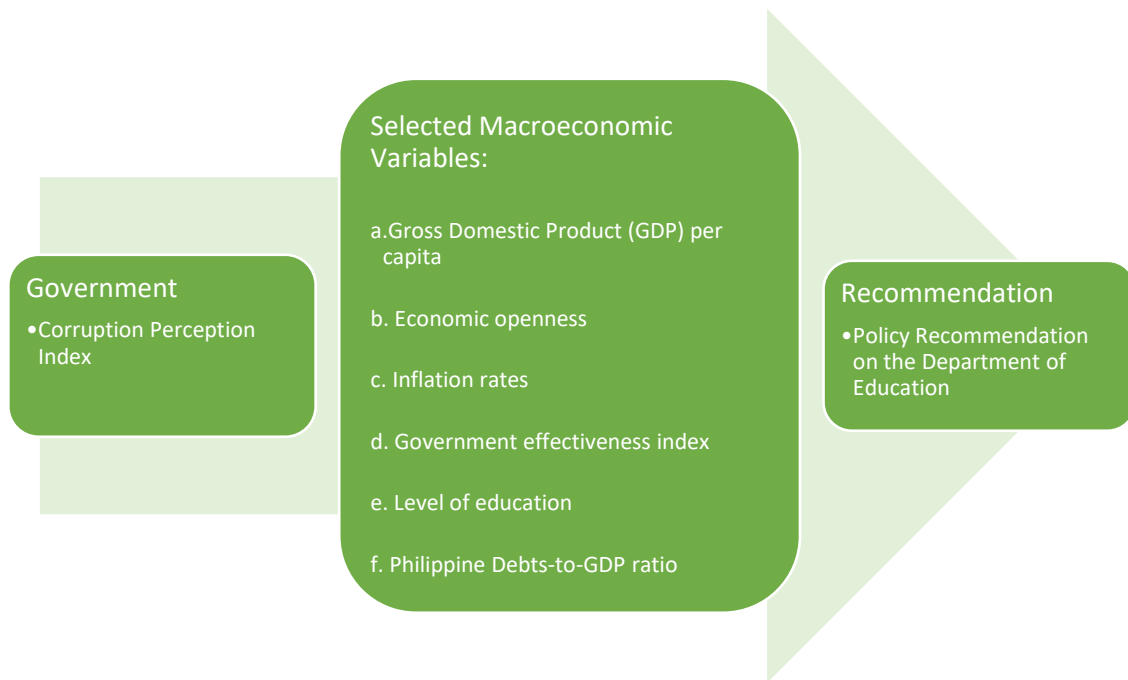 Government
•Corruption Perception
Index
Selected Macroeconomic
Variables:
a.Gross Domestic Product (GDP) per
capita
b. Economic openness
c. Inflation rates
d. Government effectiveness index
e. Level of education
f. Philippine Debts-to-GDP ratio
Recommendation
•Policy Recommendation
on the Department of
Education